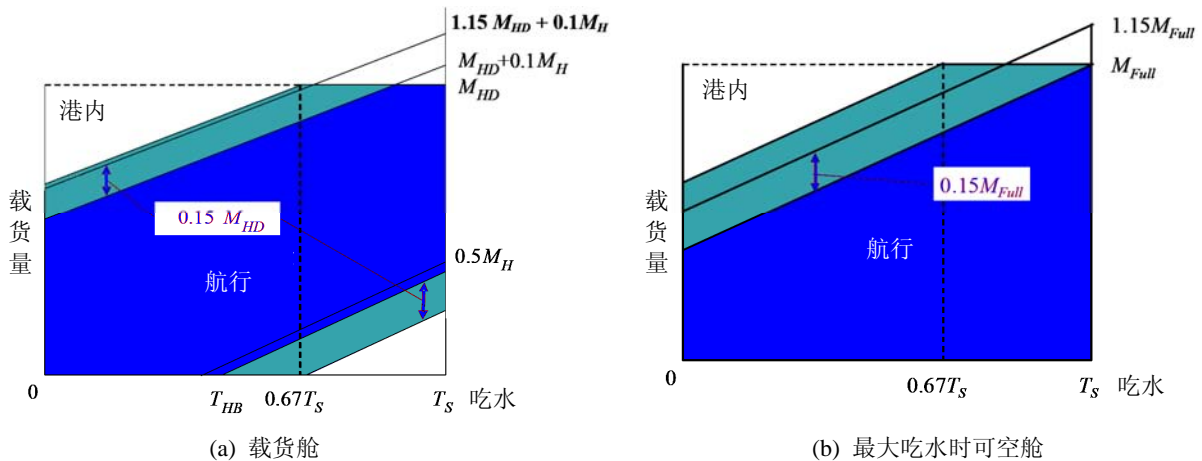 1.15 M_HD + 0.1M_H
M_HD+0.1M_H
M_HD
港内
载货量
0.15 M_HD
航行
0.5M_H
0
T_HB
0.67T_S
T_S
吃水
(a) 载货舱
1.15M_Full
M_Full
港内
载货量
0.15M_Full
航行
0
0.67T_S
T_S
吃水
(b) 最大吃水时可空舱